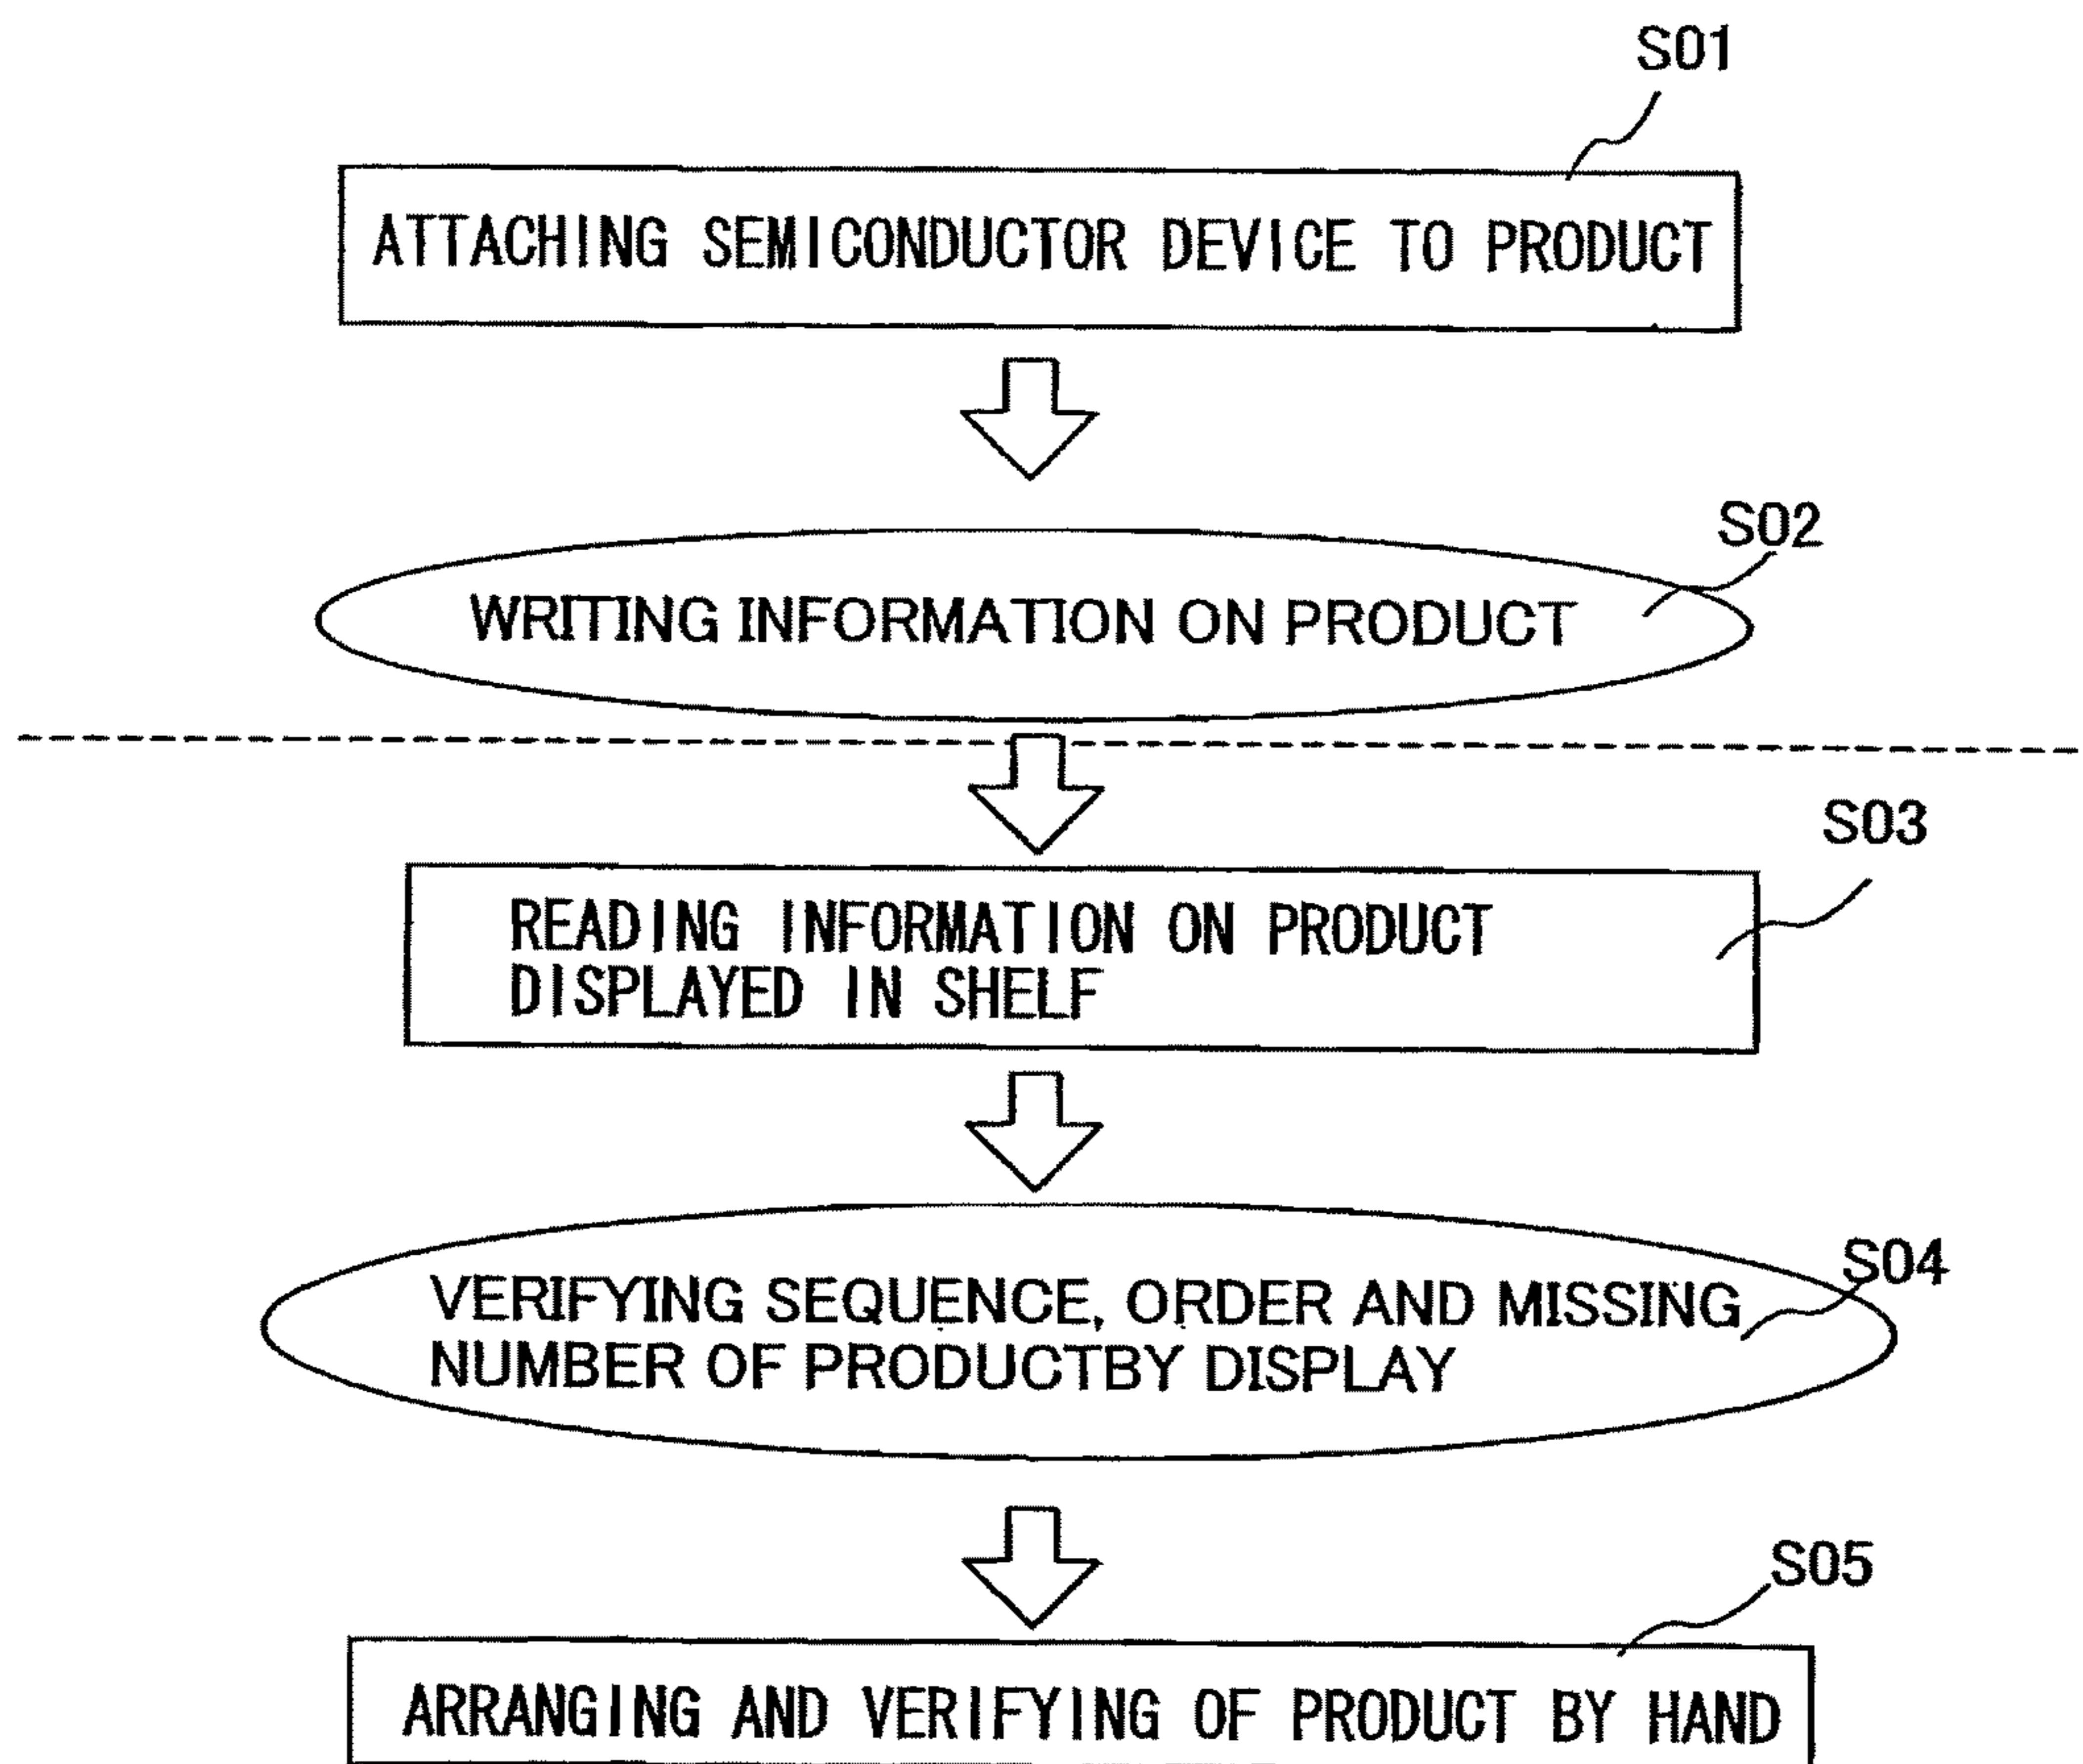 S01
ATTACHING SEMICONDUCTOR DEVICE TO PRODUCT
S02
WRITING INFORMATION ON PRODUCT
S03
READING INFORMATION ON PRODUCT
DISPLAYED IN SHELF
S04
VERIFYING SEQUENCE, ORDER AND MISSING
NUMBER OF PRODUCTBY DISPLAY
S05
ARRANGING AND VERIFYING OF PRODUCT BY HAND